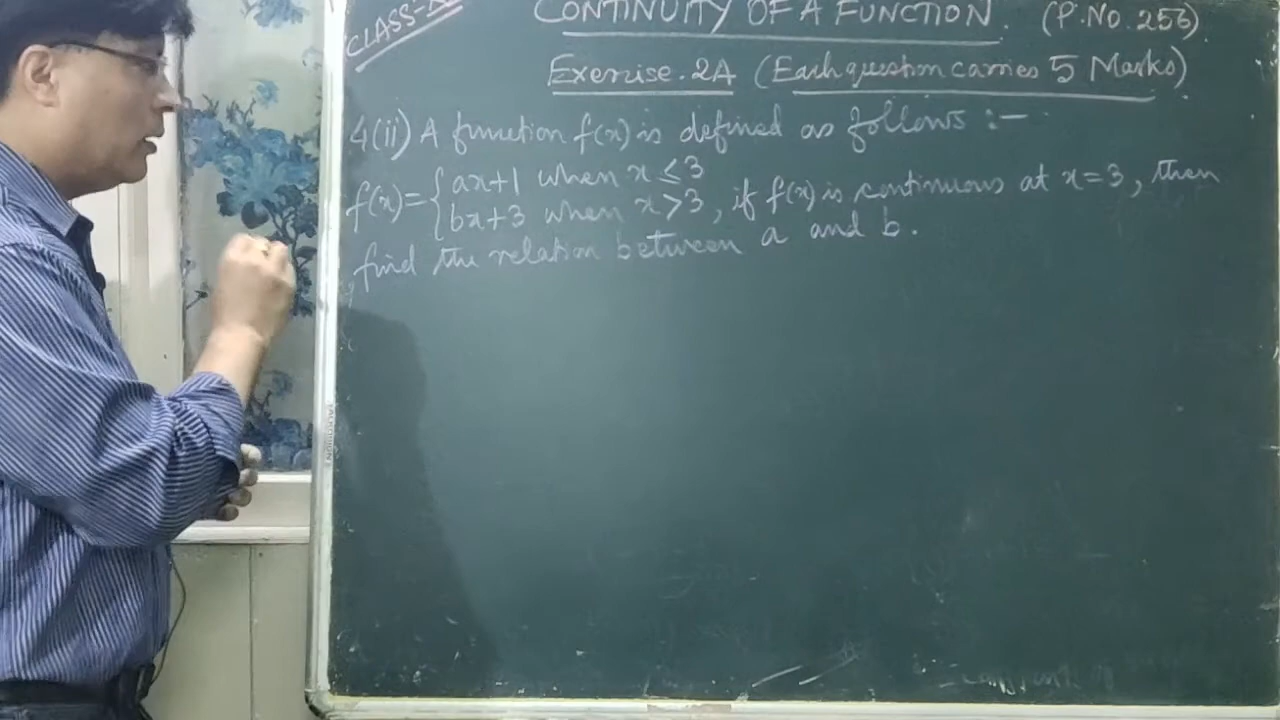 CLASS-X
CONTINUITY OF A FUNCTION. (P.No.256)
Exercise.2A (Each question carries 5 Marks)
4(ii) A function f(x) is defined as follows :-
f(x)= { ax+1 when x ≤ 3
bx+3 when x > 3, if f(x) is continuous at x=3, then
find the relation between a and b.